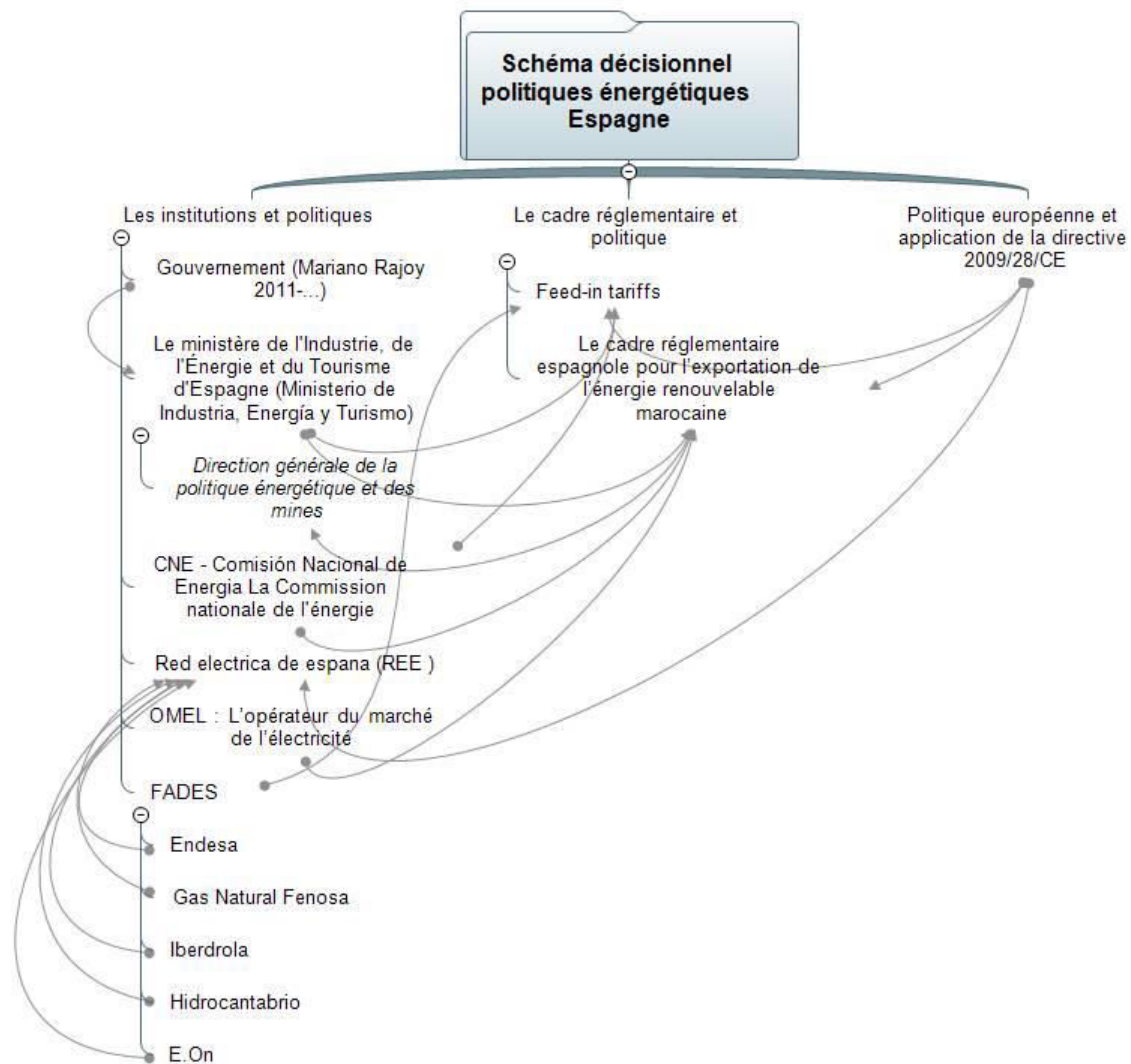 Schéma décisionnel
politiques énergétiques
Espagne
Les institutions et politiques
Gouvernement (Mariano Rajoy
2011-...)
Le ministère de l'Industrie, de
l'Énergie et du Tourisme
d'Espagne (Ministerio de
Industria, Energía y Turismo)
Direction générale de la
politique énergétique et des
mines
CNE - Comisión Nacional de
Energia La Commission
nationale de l'énergie
Red electrica de espana (REE )
OMEL : L'opérateur du marché
de l'électricité
FADES
Endesa
Gas Natural Fenosa
Iberdrola
Hidrocantabrio
E.On
Le cadre réglementaire et
politique
Feed-in tariffs
Le cadre réglementaire
espagnole pour l'exportation de
l'énergie renouvelable
marocaine
Politique européenne et
application de la directive
2009/28/CE